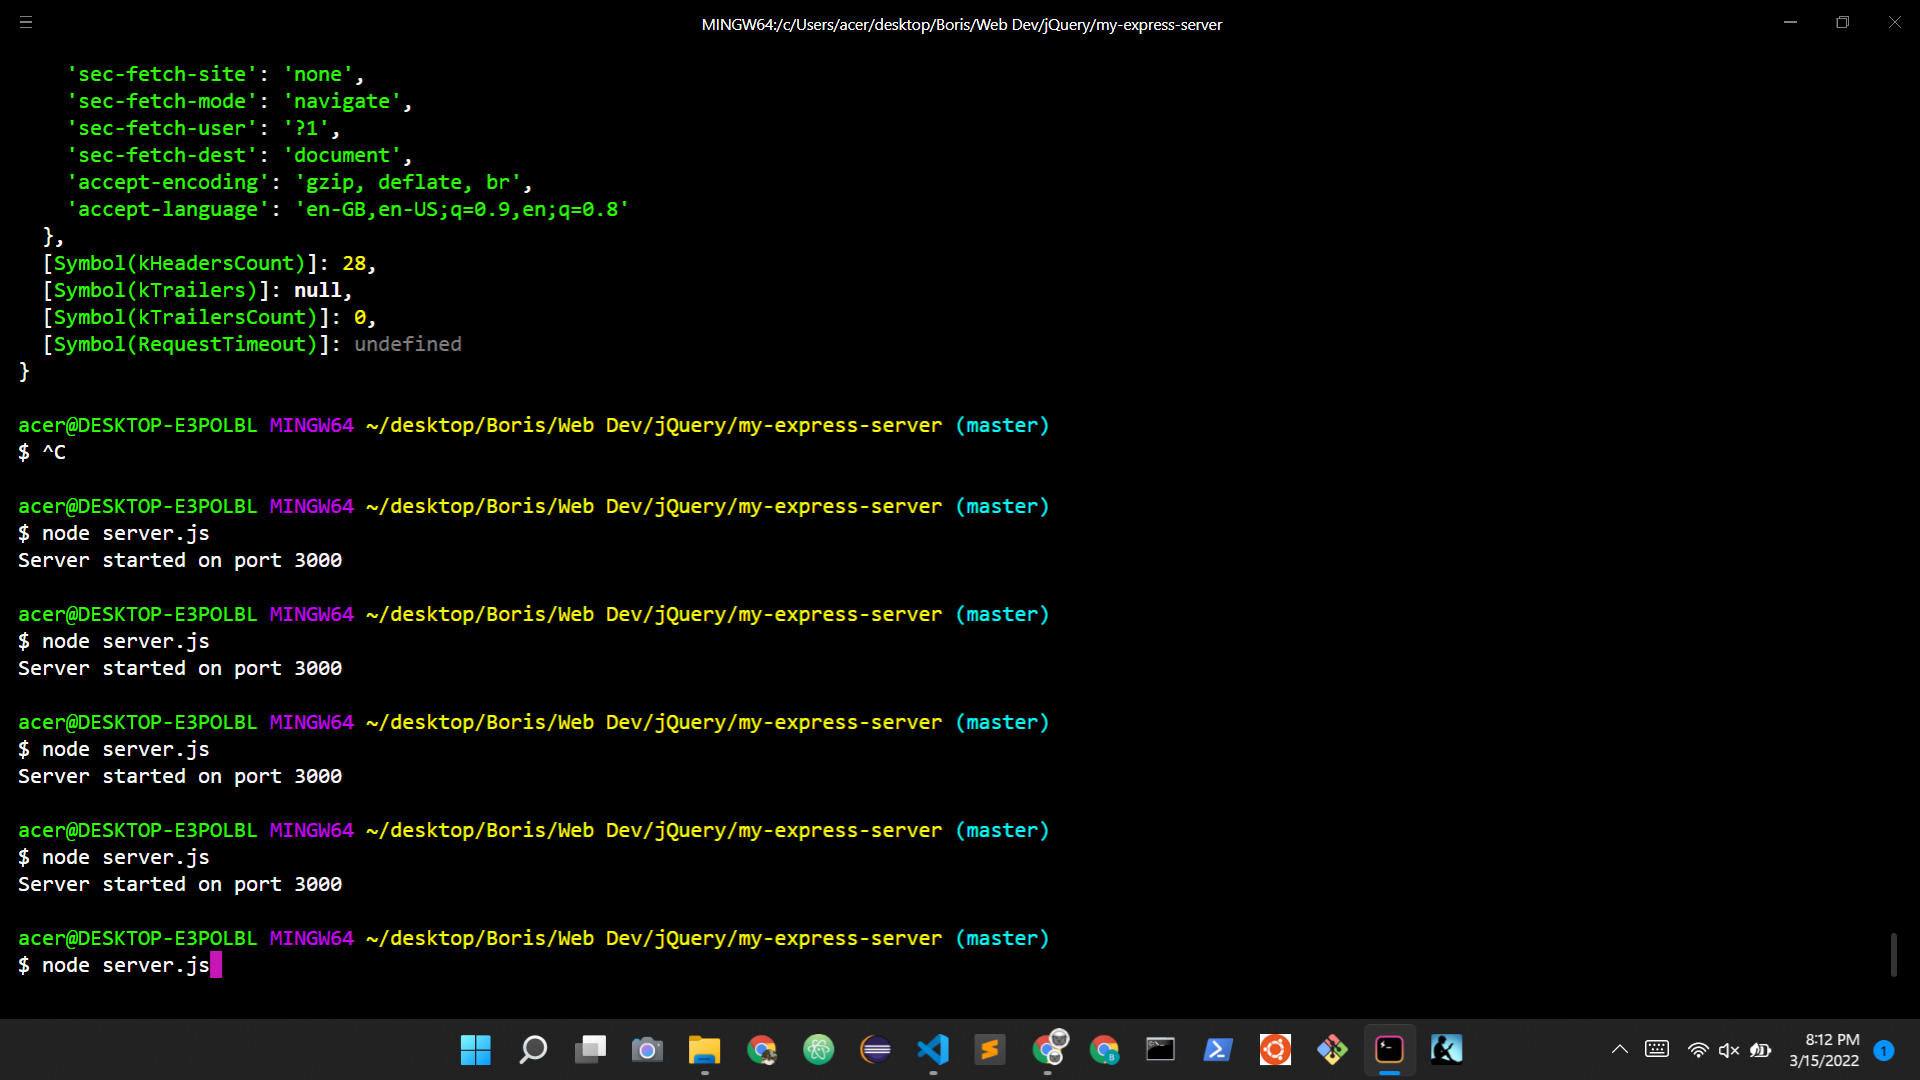 MINGW64:/c/Users/acer/desktop/Boris/Web Dev/jQuery/my-express-server
'sec-fetch-site': 'none',
'sec-fetch-mode': 'navigate',
'sec-fetch-user': '?1',
'sec-fetch-dest': 'document',
'accept-encoding': 'gzip, deflate, br',
'accept-language': 'en-GB,en-US;q=0.9,en;q=0.8'
},
[Symbol(kHeadersCount)]: 28,
[Symbol(kTrailers)]: null,
[Symbol(kTrailersCount)]: 0,
[Symbol(RequestTimeout)]: undefined
}
acer@DESKTOP-E3POLBL MINGW64 ~/desktop/Boris/Web Dev/jQuery/my-express-server (master)
$ ^C
acer@DESKTOP-E3POLBL MINGW64 ~/desktop/Boris/Web Dev/jQuery/my-express-server (master)
$ node server.js
Server started on port 3000
acer@DESKTOP-E3POLBL MINGW64 ~/desktop/Boris/Web Dev/jQuery/my-express-server (master)
$ node server.js
Server started on port 3000
acer@DESKTOP-E3POLBL MINGW64 ~/desktop/Boris/Web Dev/jQuery/my-express-server (master)
$ node server.js
Server started on port 3000
acer@DESKTOP-E3POLBL MINGW64 ~/desktop/Boris/Web Dev/jQuery/my-express-server (master)
$ node server.js
Server started on port 3000
acer@DESKTOP-E3POLBL MINGW64 ~/desktop/Boris/Web Dev/jQuery/my-express-server (master)
$ node server.js
8:12 PM
3/15/2022
1